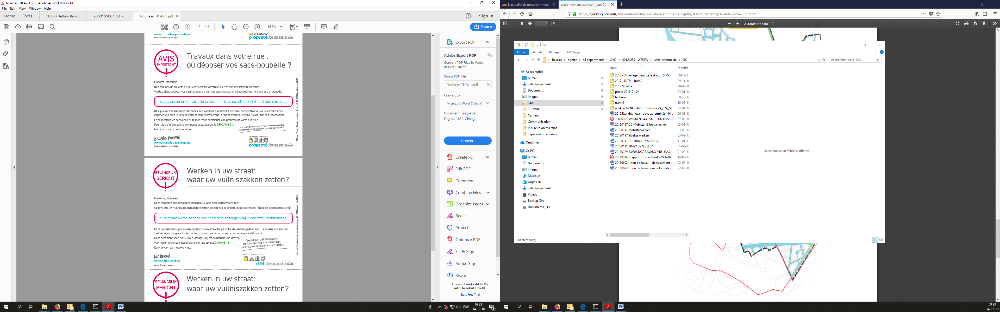 Nouveau TB Avril.pdf - Adobe Acrobat Reader DC
File Edit View Window Help
Home Tools 18 077 Jette - Baro... 2000159867 JET R... Nouveau TB Avril.pdf
Sign In
2 / 2
66,7%
Share
www.bruxelles-proprete.be
Nederlandse tekst op keerzijde
propreté.brussels
AVIS
IMPORTANT
Travaux dans votre rue :
où déposer vos sacs-poubelle ?
Madame, Monsieur,
Nos camions de collecte ne peuvent accéder à votre rue en raison des travaux en cours.
Veuillez donc déposer vos sacs-poubelle à l'un des endroits suivants (aux mêmes horaires que d'habitude) :
dans la rue en dehors de la zone en travaux et accessible à nos camions
Dès que les travaux seront terminés, nos camions passeront à nouveau dans votre rue. Vous pourrez alors
déposer vos sacs le long de votre façade comme vous le faisiez avant que votre rue ne leur soit inaccessible.
En respectant les consignes ci-dessus, vous contribuez à la propreté de votre quartier.
Pour plus d'informations, composez gratuitement le 0800/981 81.
Merci pour votre collaboration.
Attention, tout sac abandonné sur la voie publique
constitue un dépôt clandestin passible d'une amende !
Bruxelles-Propreté
www.bruxelles-proprete.be
Nederlandse tekst op keerzijde
BRUXELLES-PROPRETÉ
propreté.brussels
BELANGRIJK
BERICHT
Werken in uw straat:
waar uw vuilniszakken zetten?
Mevrouw, Mijnheer,
Door werken is uw straat niet toegankelijk voor onze ophaalvoertuigen.
Gelieve dus uw vuilniszakken buiten te zetten op één van de onderstaande adressen, (en op de gebruikelijke uren):
in uw straat buiten de zone van de werken en toegankelijk voor onze vrachtwagens
Onze ophaalvoertuigen komen opnieuw in uw straat langs zodra de werken gedaan zijn. U kan dan opnieuw uw
zakken tegen uw gevel buiten zetten, zoals u deed voordat uw straat ontoegankelijk werd.
Door deze richtlijnen na te leven, draagt u bij tot de netheid van uw wijk.
Voor meer informatie, neem gratis contact op met 0800/981 81.
Dank u voor uw medewerking.
Opgelet! Een vuilniszak die op
de openbare weg is achtergelaten,
is een sluikstort en kan worden beboet.
Net Brussel
www.netbrussel.be
Version française au verso
NET BRUSSEL
net.brussels
BELANGRIJK
BERICHT
Werken in uw straat:
waar uw vuilniszakken zetten?
Export PDF
Adobe Export PDF
Convert PDF Files to Word
or Excel Online
Select PDF File
Nouveau TB Avril.pdf
Convert to
Microsoft Word (*.docx)
Document Language:
English (U.S.) Change
Convert
Create PDF
Edit PDF
Comment
Combine Files
Organize Pages
Redact
Protect
Optimize PDF
Fill & Sign
Adobe Sign
Share
Convert and edit PDFs
with Acrobat Pro DC
Start Free Trial
ENG
09:23
14-12-18
2
L'actualité de notre commune
stationnement-parkeren-jette-2018
https://parking.brussels/sites/default/files/plan-du-stationnement/jette/stationnement-parkeren-jette-2018.pdf
7 of 8
Automatic Zoom
000
Fichier Accueil Partage Affichage
Réseau > acjette > all departments > 2400 > 001.RUES - WEGEN > Jette, Avenue de > 000
Rechercher dans : 000
Accès rapide
Bureau
Téléchargements
Documents
Images
2400
SDEWULF
Camera
Communication
PDF réunion riverains
Signalisation chantier
OneDrive
Ce PC
Bureau
Documents
Images
Musique
Objets 3D
Téléchargements
Vidéos
Backup (D:)
Documents (H:)
Nom Modifié
2017 - Aménagement de la station SIMO 08-12-17
2017 - DITP - Tram9 29-11-18
2017 Sibelga 20-03-18
photo 2018-01-24 24-01-18
technisch 29-10-14
tram 9 19-06-14
werken MOBISTAR - n° dossier VA_674_M... 22-04-14
2012.Etat des lieux - travaux terminés - H... 06-02-12
7062018 - WERKEN LAATSTE STUK JETSE... 07-06-18
20120117.DC.Mobistar-Sibelga.werken 03-02-12
20120117.Mobistarwerken 03-02-12
20120117.Sibelga.werken 03-02-12
20130111.DC.TRAVAUX SIBELGA 11-01-13
20130111.TRAVAUX.SIBELGA 01-02-13
20130129.B.0203.DC.TRAVAUX SIBELGA.2 01-02-13
20140314 - rapport fix my street n°006789... 14-03-14
20160602 - bon de travail - déplacement ... 02-06-16
20160602 - bon de travail - retrait additio... 02-06-16
Sélectionnez un fichier à afficher.
18 élément(s)
09:23
14-12-18